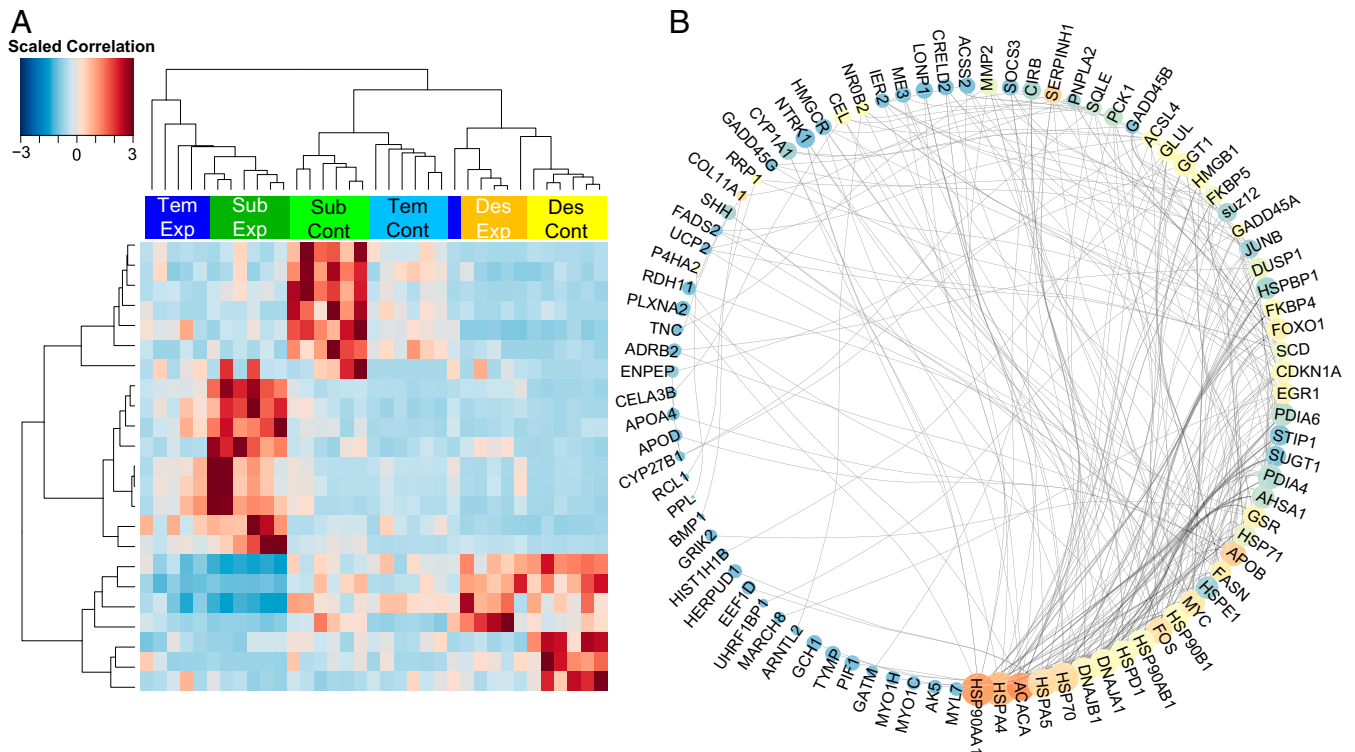 A
Scaled Correlation
−3 0 3
Tem Exp
Sub Exp
Sub Cont
Tem Cont
Des Exp
Des Cont
B
MMP2
SOCS3
CIRB
SERPINH1
PNPLA2
SQLE
PCK1
GADD45B
ACSL4
GLUL
GGT1
HMGB1
FKBP5
suz12
GADD45A
JUNB
DUSP1
HSPBP1
FKBP4
FOXO1
SCD
CDKN1A
EGR1
PDIA6
STIP1
SUGT1
PDIA4
AHSA1
GSR
HSP71
APOB
FASN
HSPE1
MYC
HSP90B1
FOS
HSP90AB1
HSPD1
DNAJA1
DNAJB1
HSP70
HSPA5
ACACA
HSPA4
HSP90AA1
MYL7
AK5
MYO1C
MYO1H
GATM
PIF1
TYMP
GCH1
ARNTL2
MARCH8
UHRF1BP1
EEF1D
HERPUD1
HIST1H1B
GRIK2
BMP1
PPL
RCL1
CYP27B1
APOD
APOA4
CELA3B
ENPEP
ADRB2
TNC
PLXNA2
RDH11
P4HA2
UCP2
FADS2
SHH
COL11A1
RRP1
GADD45G
CYP1A1
NTRK1
HMGCR
CEL
NR0B2
IER2
ME3
LONP1
CRELD2
ACSS2